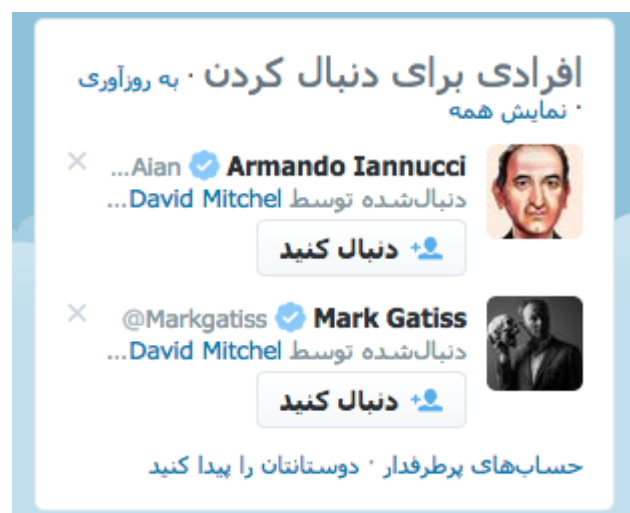 افرادی برای دنبال کردن · به روزآوری
· نمایش همه
Armando Iannucci Aian...
دنبال‌شده توسط David Mitchel...
دنبال کنید
Mark Gatiss @Markgatiss
دنبال‌شده توسط David Mitchel...
دنبال کنید
حساب‌های پرطرفدار · دوستانتان را پیدا کنید